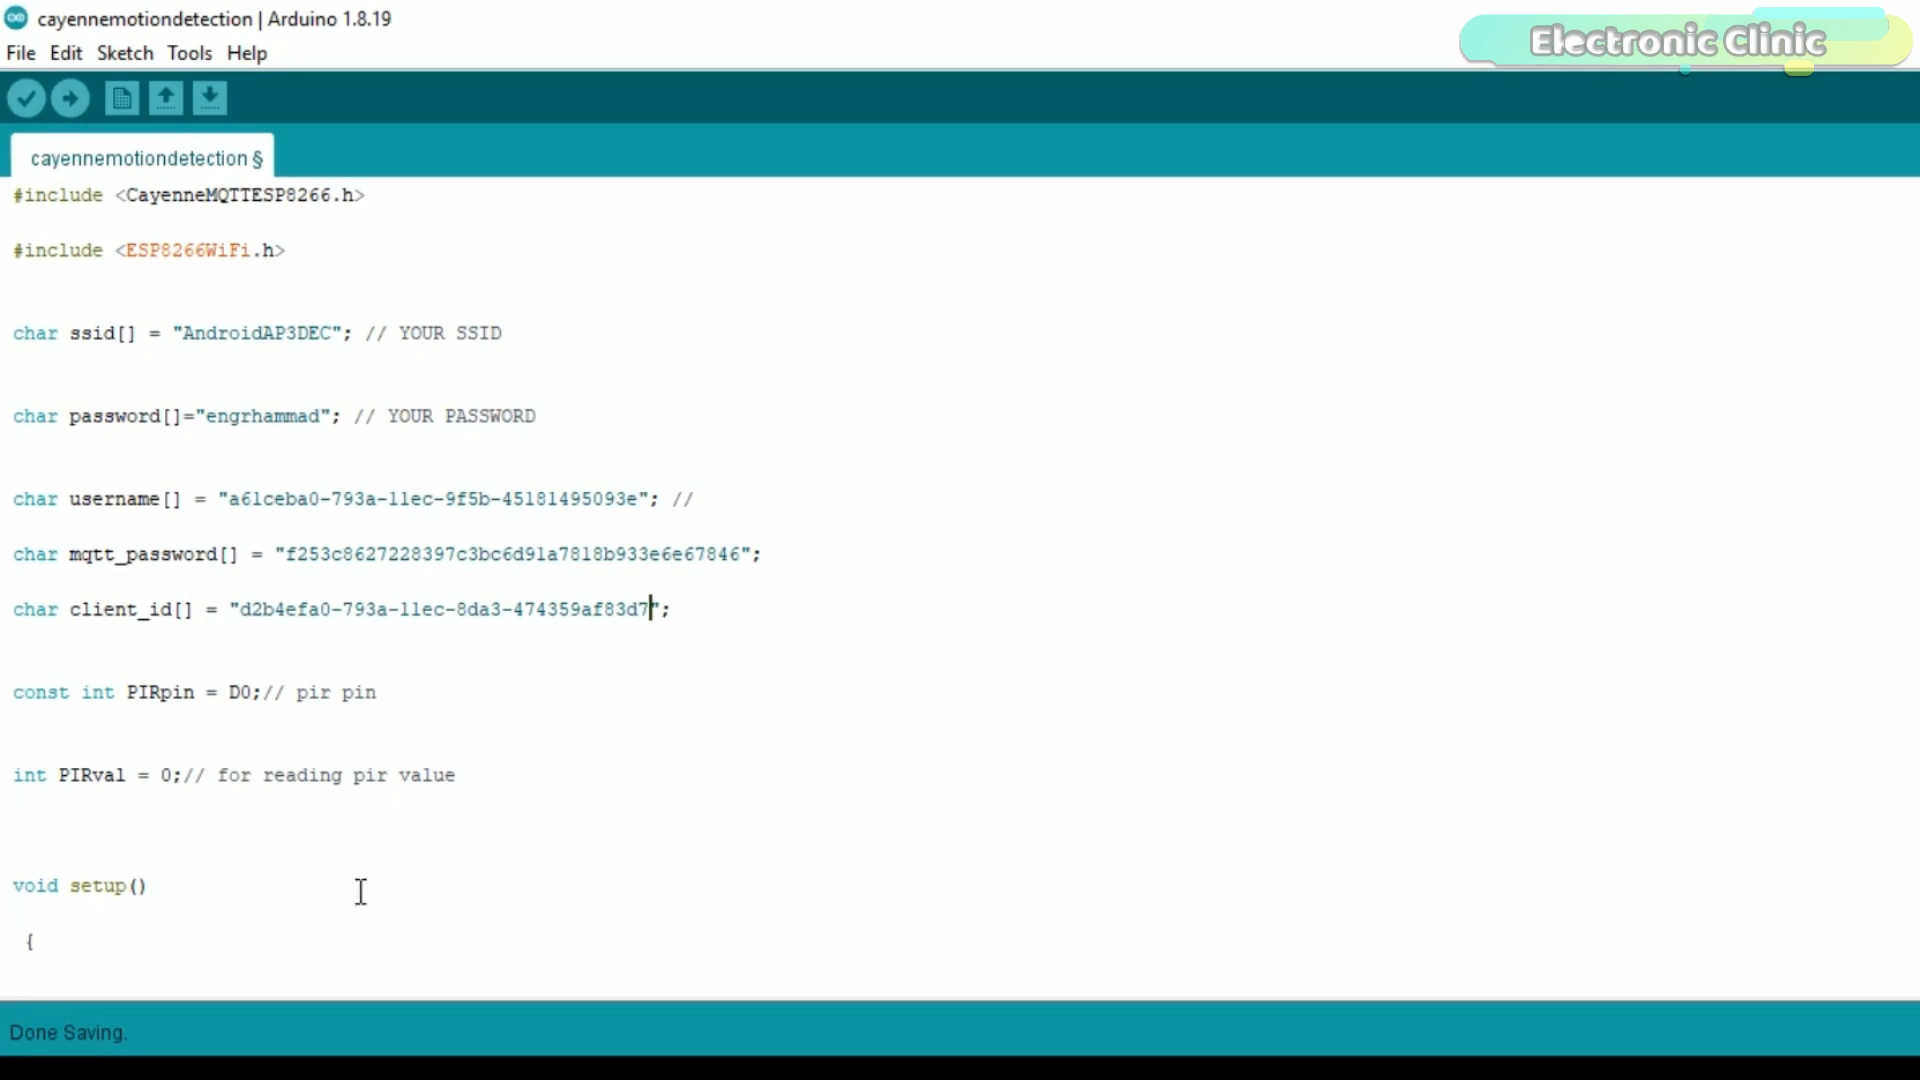 cayennemotiondetection | Arduino 1.8.19
Electronic Clinic
File Edit Sketch Tools Help
cayennemotiondetection §
#include <CayenneMQTTESP8266.h>
#include <ESP8266WiFi.h>
char ssid[] = "AndroidAP3DEC"; // YOUR SSID
char password[]="engrhammad"; // YOUR PASSWORD
char username[] = "a61ceba0-793a-11ec-9f5b-45181495093e"; //
char mqtt_password[] = "f253c8627228397c3bc6d91a7818b933e6e67846";
char client_id[] = "d2b4efa0-793a-11ec-8da3-474359af83d7";
const int PIRpin = D0;// pir pin
int PIRval = 0;// for reading pir value
void setup()
{
Done Saving.